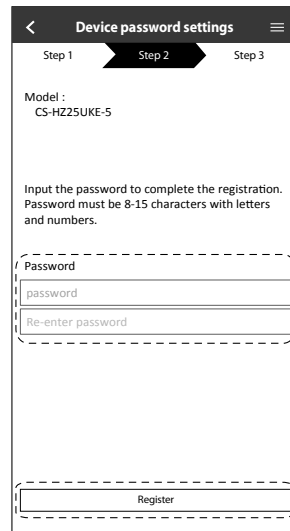 Device password settings
Step 1 Step 2 Step 3
Model :
CS-HZ25UKE-5
Input the password to complete the registration.
Password must be 8-15 characters with letters
and numbers.
Password
password
Re-enter password
Register